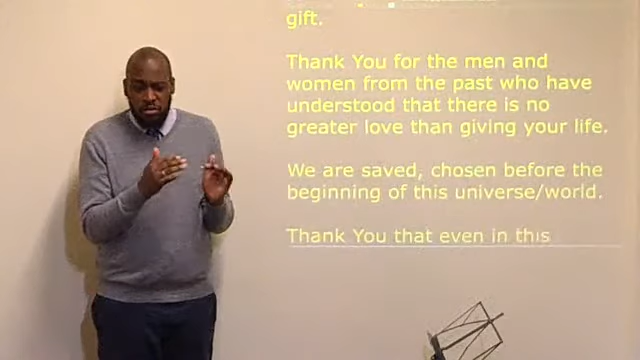 gift.
Thank You for the men and
women from the past who have
understood that there is no
greater love than giving your life.
We are saved, chosen before the
beginning of this universe/world.
Thank You that even in this